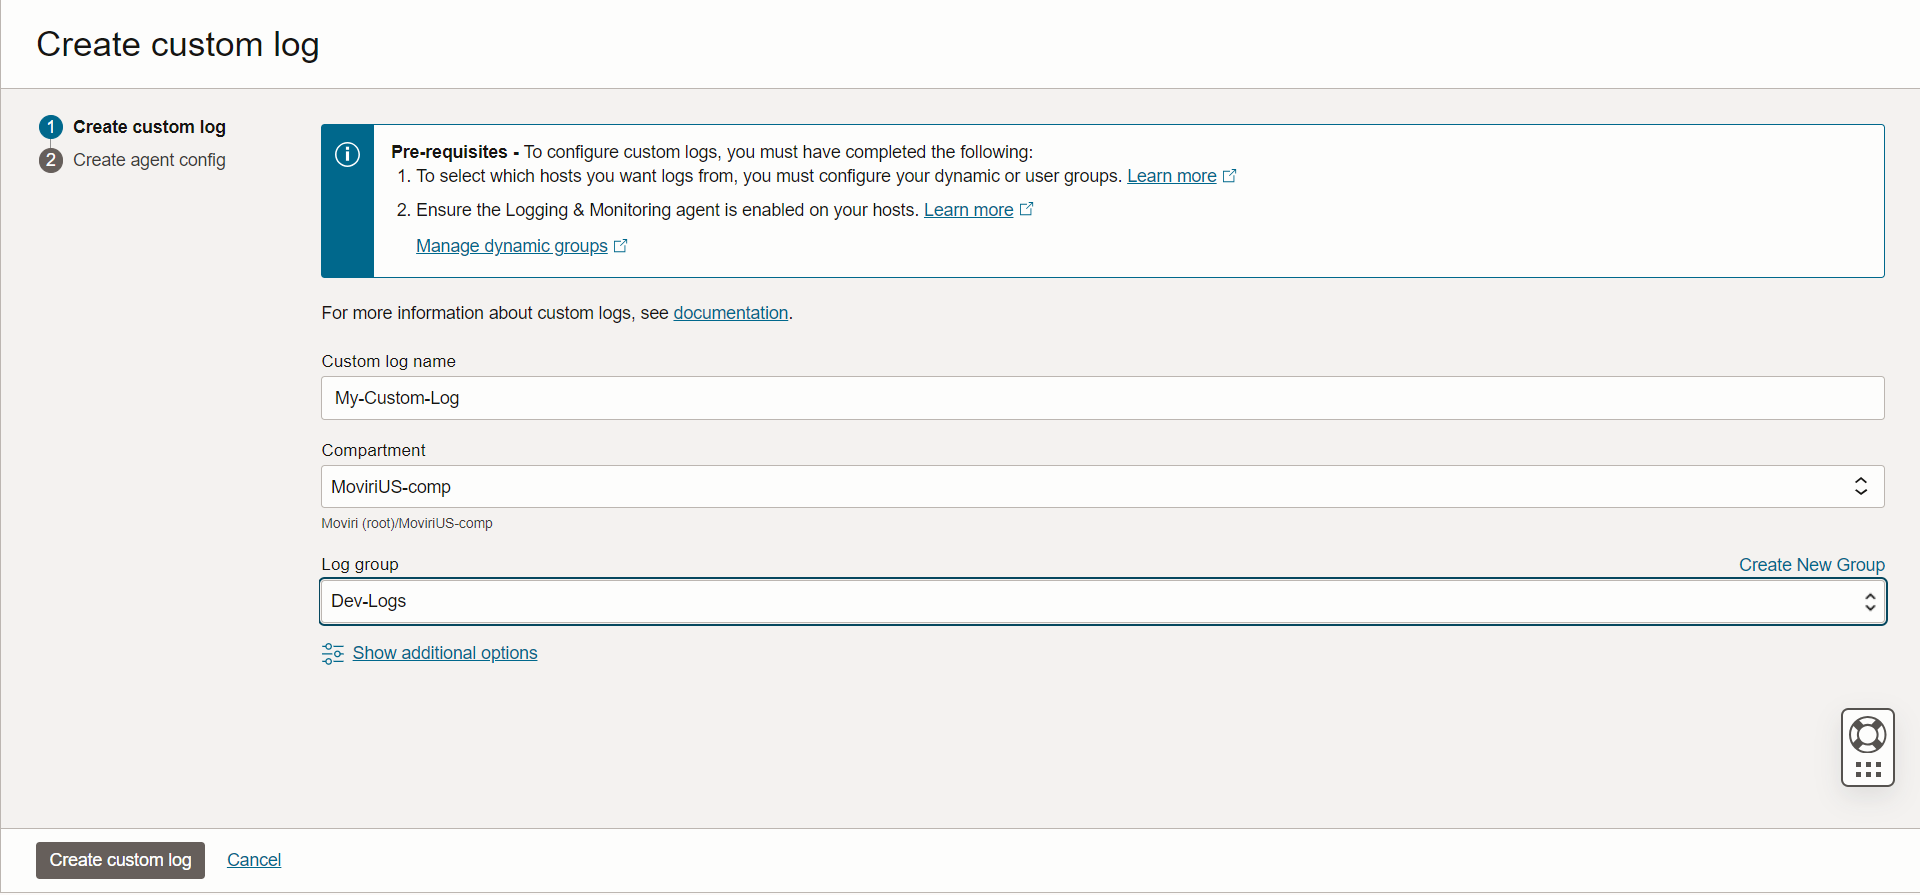 Create custom log
1 Create custom log
2 Create agent config
Pre-requisites - To configure custom logs, you must have completed the following:
1. To select which hosts you want logs from, you must configure your dynamic or user groups. Learn more
2. Ensure the Logging & Monitoring agent is enabled on your hosts. Learn more
Manage dynamic groups
For more information about custom logs, see documentation.
Custom log name
My-Custom-Log
Compartment
MoviriUS-comp
Moviri (root)/MoviriUS-comp
Log group
Create New Group
Dev-Logs
Show additional options
Create custom log
Cancel